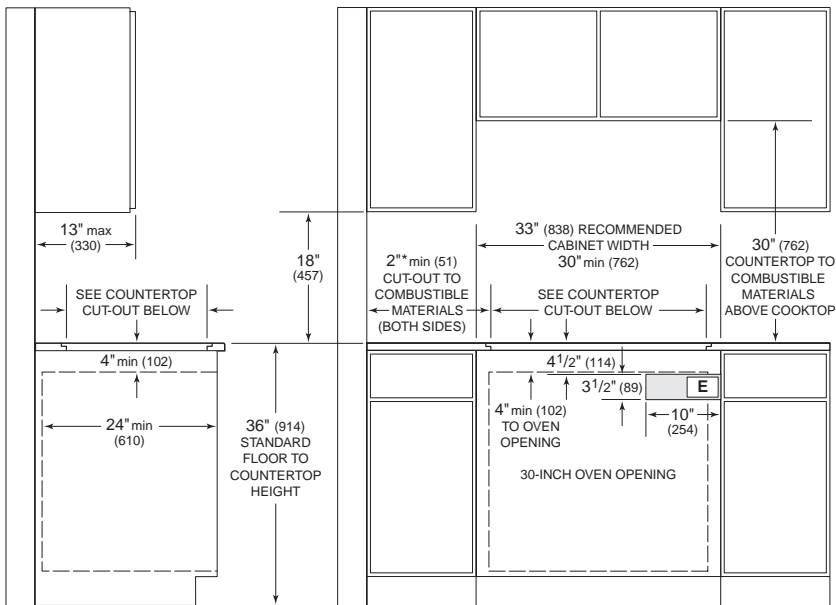 13" max
(330)
18"
(457)
33" (838) RECOMMENDED
CABINET WIDTH
30" min (762)
2"* min (51)
CUT-OUT TO
COMBUSTIBLE
MATERIALS
(BOTH SIDES)
30" (762)
COUNTERTOP TO
COMBUSTIBLE
MATERIALS
ABOVE COOKTOP
SEE COUNTERTOP
CUT-OUT BELOW
SEE COUNTERTOP
CUT-OUT BELOW
4" min (102)
24" min
(610)
36" (914)
STANDARD
FLOOR TO
COUNTERTOP
HEIGHT
4 1/2" (114)
3 1/2" (89)
E
4" min (102)
TO OVEN
OPENING
10"
(254)
30-INCH OVEN OPENING